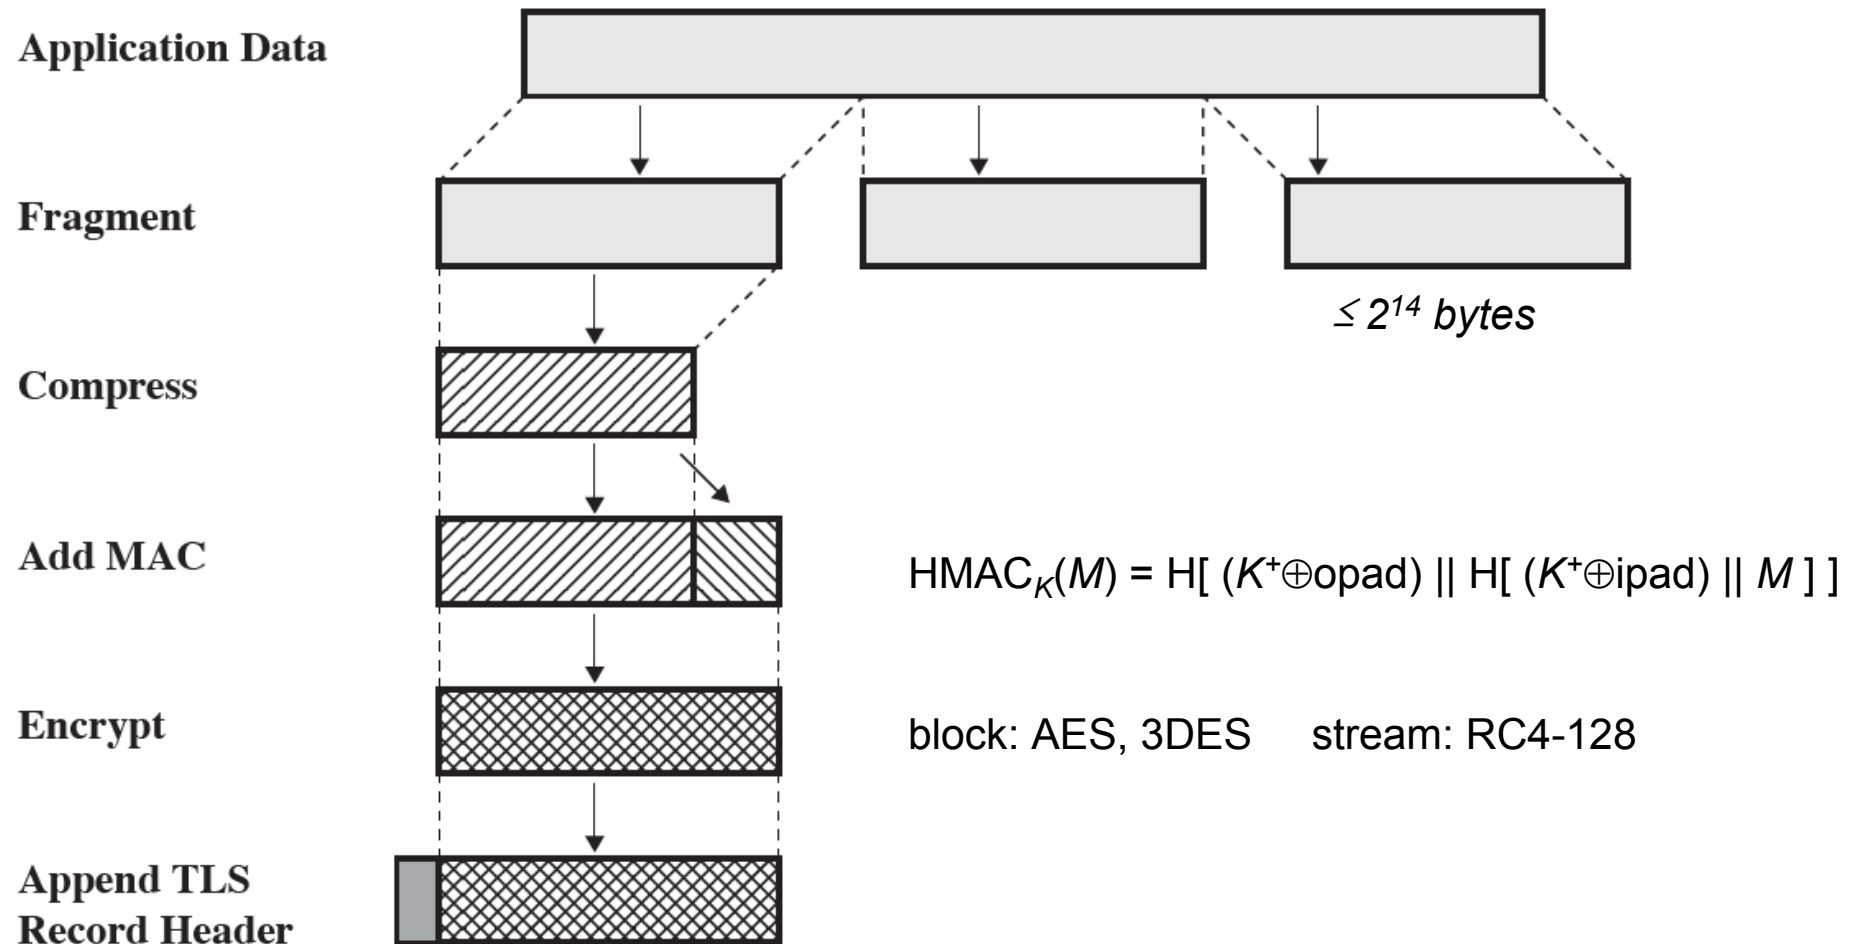 Application Data
Fragment
≤ 2¹⁴ bytes
Compress
Add MAC
HMACK(M) = H[ (K⁺⊕opad) || H[ (K⁺⊕ipad) || M ] ]
Encrypt
block: AES, 3DES stream: RC4-128
Append TLS
Record Header